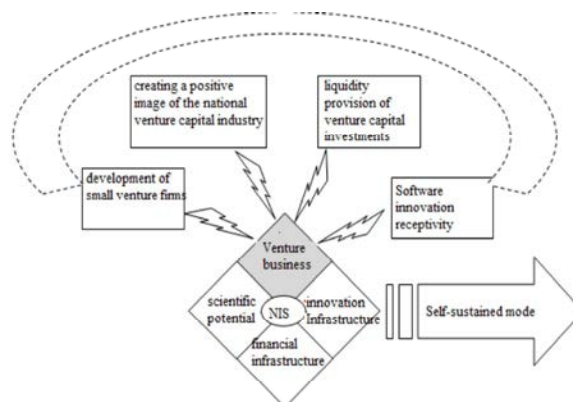 creating a positive
image of the national
venture capital industry
liquidity
provision of
venture capital
investments
development of
small venture firms
Software
innovation
receptivity
Venture
business
scientific
potential
NIS
innovation
Infrastructure
financial
infrastructure
Self-sustained mode